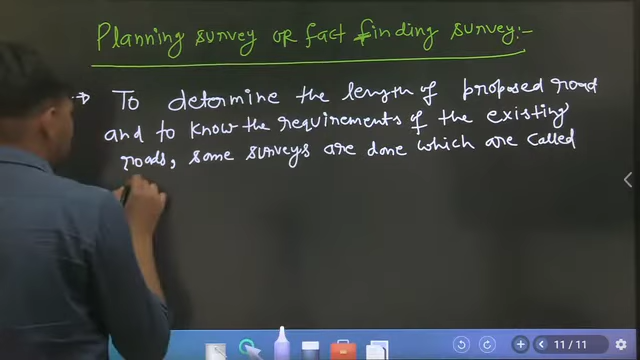 Planning survey OR fact finding survey:-
→ To determine the length of proposed road
and to know the requirements of the existing
roads, some surveys are done which are called
11/11